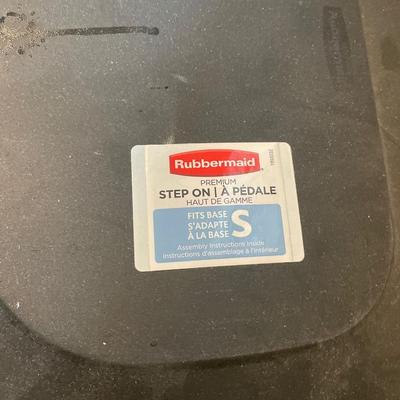 Rubbermaid
PREMIUM
STEP ON | À PÉDALE
HAUT DE GAMME
FITS BASE
S'ADAPTE
À LA BASE
S
Assembly Instructions Inside
Instructions d'assemblage à l'intérieur
Rubbermaid